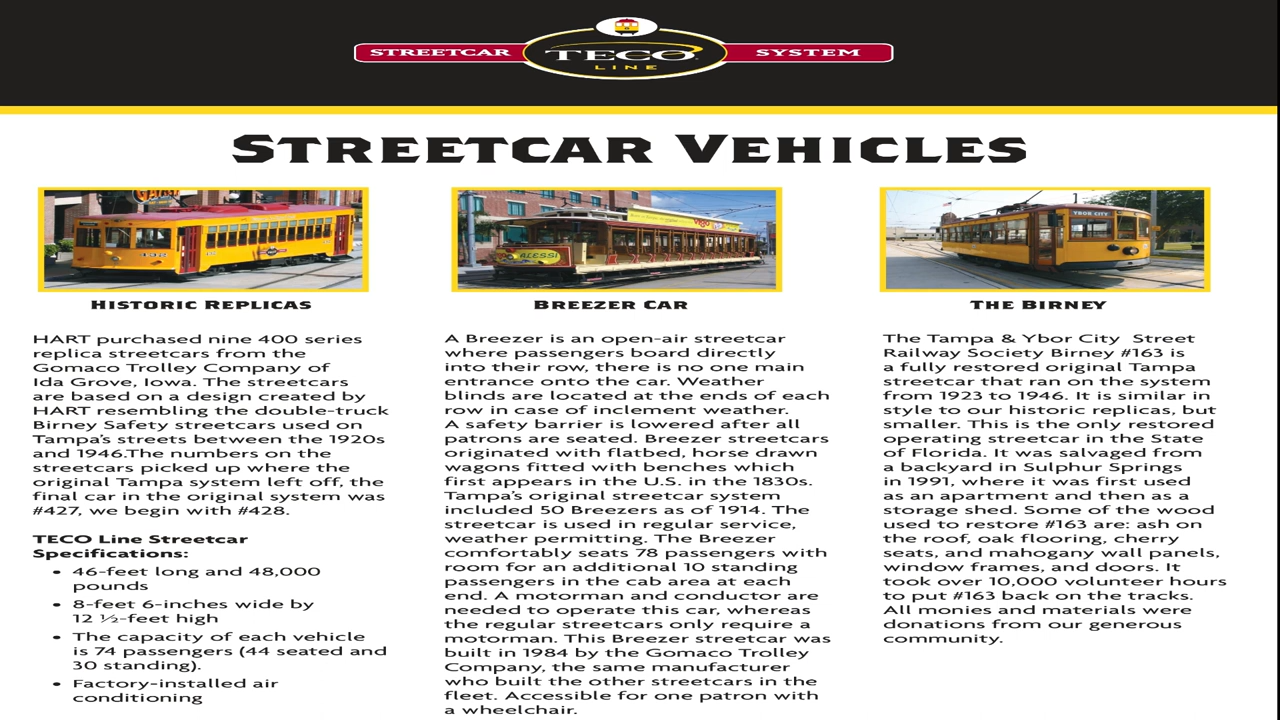 STREETCAR TECO LINE SYSTEM
STREETCAR VEHICLES
YBOR CITY
ALESSI
HISTORIC REPLICAS
HART purchased nine 400 series
replica streetcars from the
Gomaco Trolley Company of
Ida Grove, Iowa. The streetcars
are based on a design created by
HART resembling the double-truck
Birney Safety streetcars used on
Tampa's streets between the 1920s
and 1946.The numbers on the
streetcars picked up where the
original Tampa system left off, the
final car in the original system was
#427, we begin with #428.
TECO Line Streetcar
Specifications:
• 46-feet long and 48,000
pounds
• 8-feet 6-inches wide by
12 ½-feet high
• The capacity of each vehicle
is 74 passengers (44 seated and
30 standing).
• Factory-installed air
conditioning
BREEZER CAR
A Breezer is an open-air streetcar
where passengers board directly
into their row, there is no one main
entrance onto the car. Weather
blinds are located at the ends of each
row in case of inclement weather.
A safety barrier is lowered after all
patrons are seated. Breezer streetcars
originated with flatbed, horse drawn
wagons fitted with benches which
first appears in the U.S. in the 1830s.
Tampa's original streetcar system
included 50 Breezers as of 1914. The
streetcar is used in regular service,
weather permitting. The Breezer
comfortably seats 78 passengers with
room for an additional 10 standing
passengers in the cab area at each
end. A motorman and conductor are
needed to operate this car, whereas
the regular streetcars only require a
motorman. This Breezer streetcar was
built in 1984 by the Gomaco Trolley
Company, the same manufacturer
who built the other streetcars in the
fleet. Accessible for one patron with
a wheelchair.
THE BIRNEY
The Tampa & Ybor City Street
Railway Society Birney #163 is
a fully restored original Tampa
streetcar that ran on the system
from 1923 to 1946. It is similar in
style to our historic replicas, but
smaller. This is the only restored
operating streetcar in the State
of Florida. It was salvaged from
a backyard in Sulphur Springs
in 1991, where it was first used
as an apartment and then as a
storage shed. Some of the wood
used to restore #163 are: ash on
the roof, oak flooring, cherry
seats, and mahogany wall panels,
window frames, and doors. It
took over 10,000 volunteer hours
to put #163 back on the tracks.
All monies and materials were
donations from our generous
community.